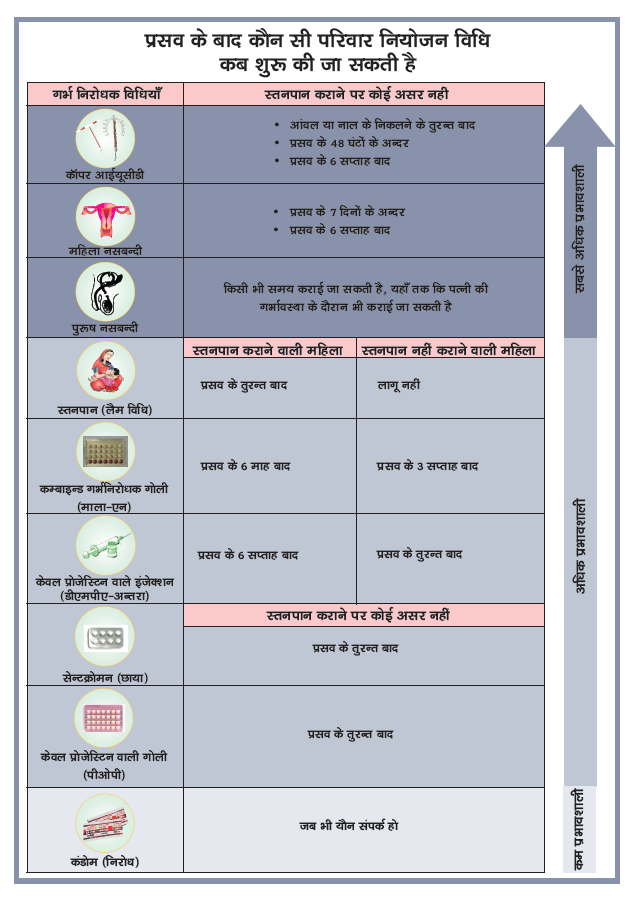 प्रसव के बाद कौन सी परिवार नियोजन विधि
कब शुरू की जा सकती है
गर्भ निरोधक विधियाँ
स्तनपान कराने पर कोई असर नही
• आंवल या नाल के निकलने के तुरन्त बाद
• प्रसव के 48 घंटों के अन्दर
• प्रसव के 6 सप्ताह बाद
कॉपर आईयूसीडी
• प्रसव के 7 दिनों के अन्दर
• प्रसव के 6 सप्ताह बाद
महिला नसबन्दी
किसी भी समय कराई जा सकती है, यहाँ तक कि पत्नी की
गर्भावस्था के दौरान भी कराई जा सकती है
पुरूष नसबन्दी
सबसे अधिक प्रभावशाली
स्तनपान कराने वाली महिला
स्तनपान नहीं कराने वाली महिला
प्रसव के तुरन्त बाद
लागू नही
स्तनपान (लैम विधि)
प्रसव के 6 माह बाद
प्रसव के 3 सप्ताह बाद
कम्बाइन्ड गर्भनिरोधक गोली
(माला-एन)
प्रसव के 6 सप्ताह बाद
प्रसव के तुरन्त बाद
केवल प्रोजेस्टिन वाले इंजेक्शन
(डीएमपीए-अन्तरा)
अधिक प्रभावशाली
स्तनपान कराने पर कोई असर नहीं
प्रसव के तुरन्त बाद
सेन्टक्रोमन (छाया)
प्रसव के तुरन्त बाद
केवल प्रोजेस्टिन वाली गोली
(पीओपी)
जब भी यौन संपर्क हो
कंडोम (निरोध)
कम प्रभावशाली